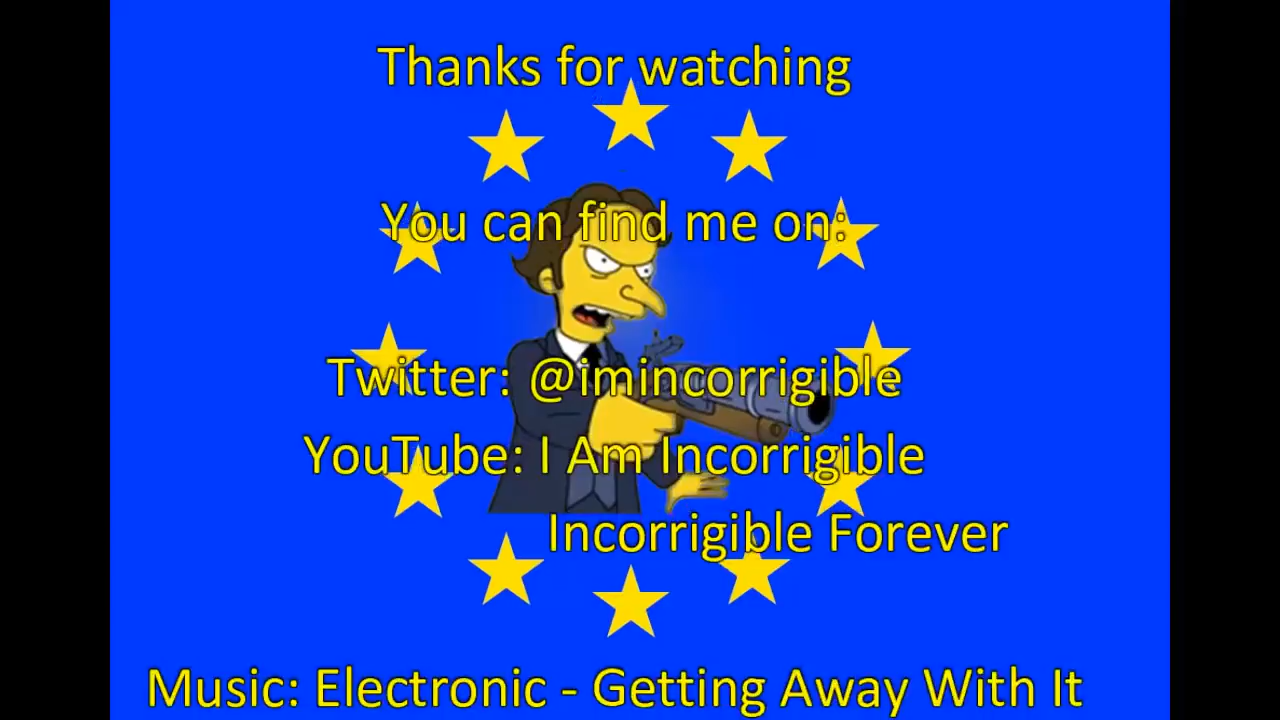 Thanks for watching
You can find me on:
Twitter: @imincorrigible
YouTube: I Am Incorrigible
Incorrigible Forever
Music: Electronic - Getting Away With It